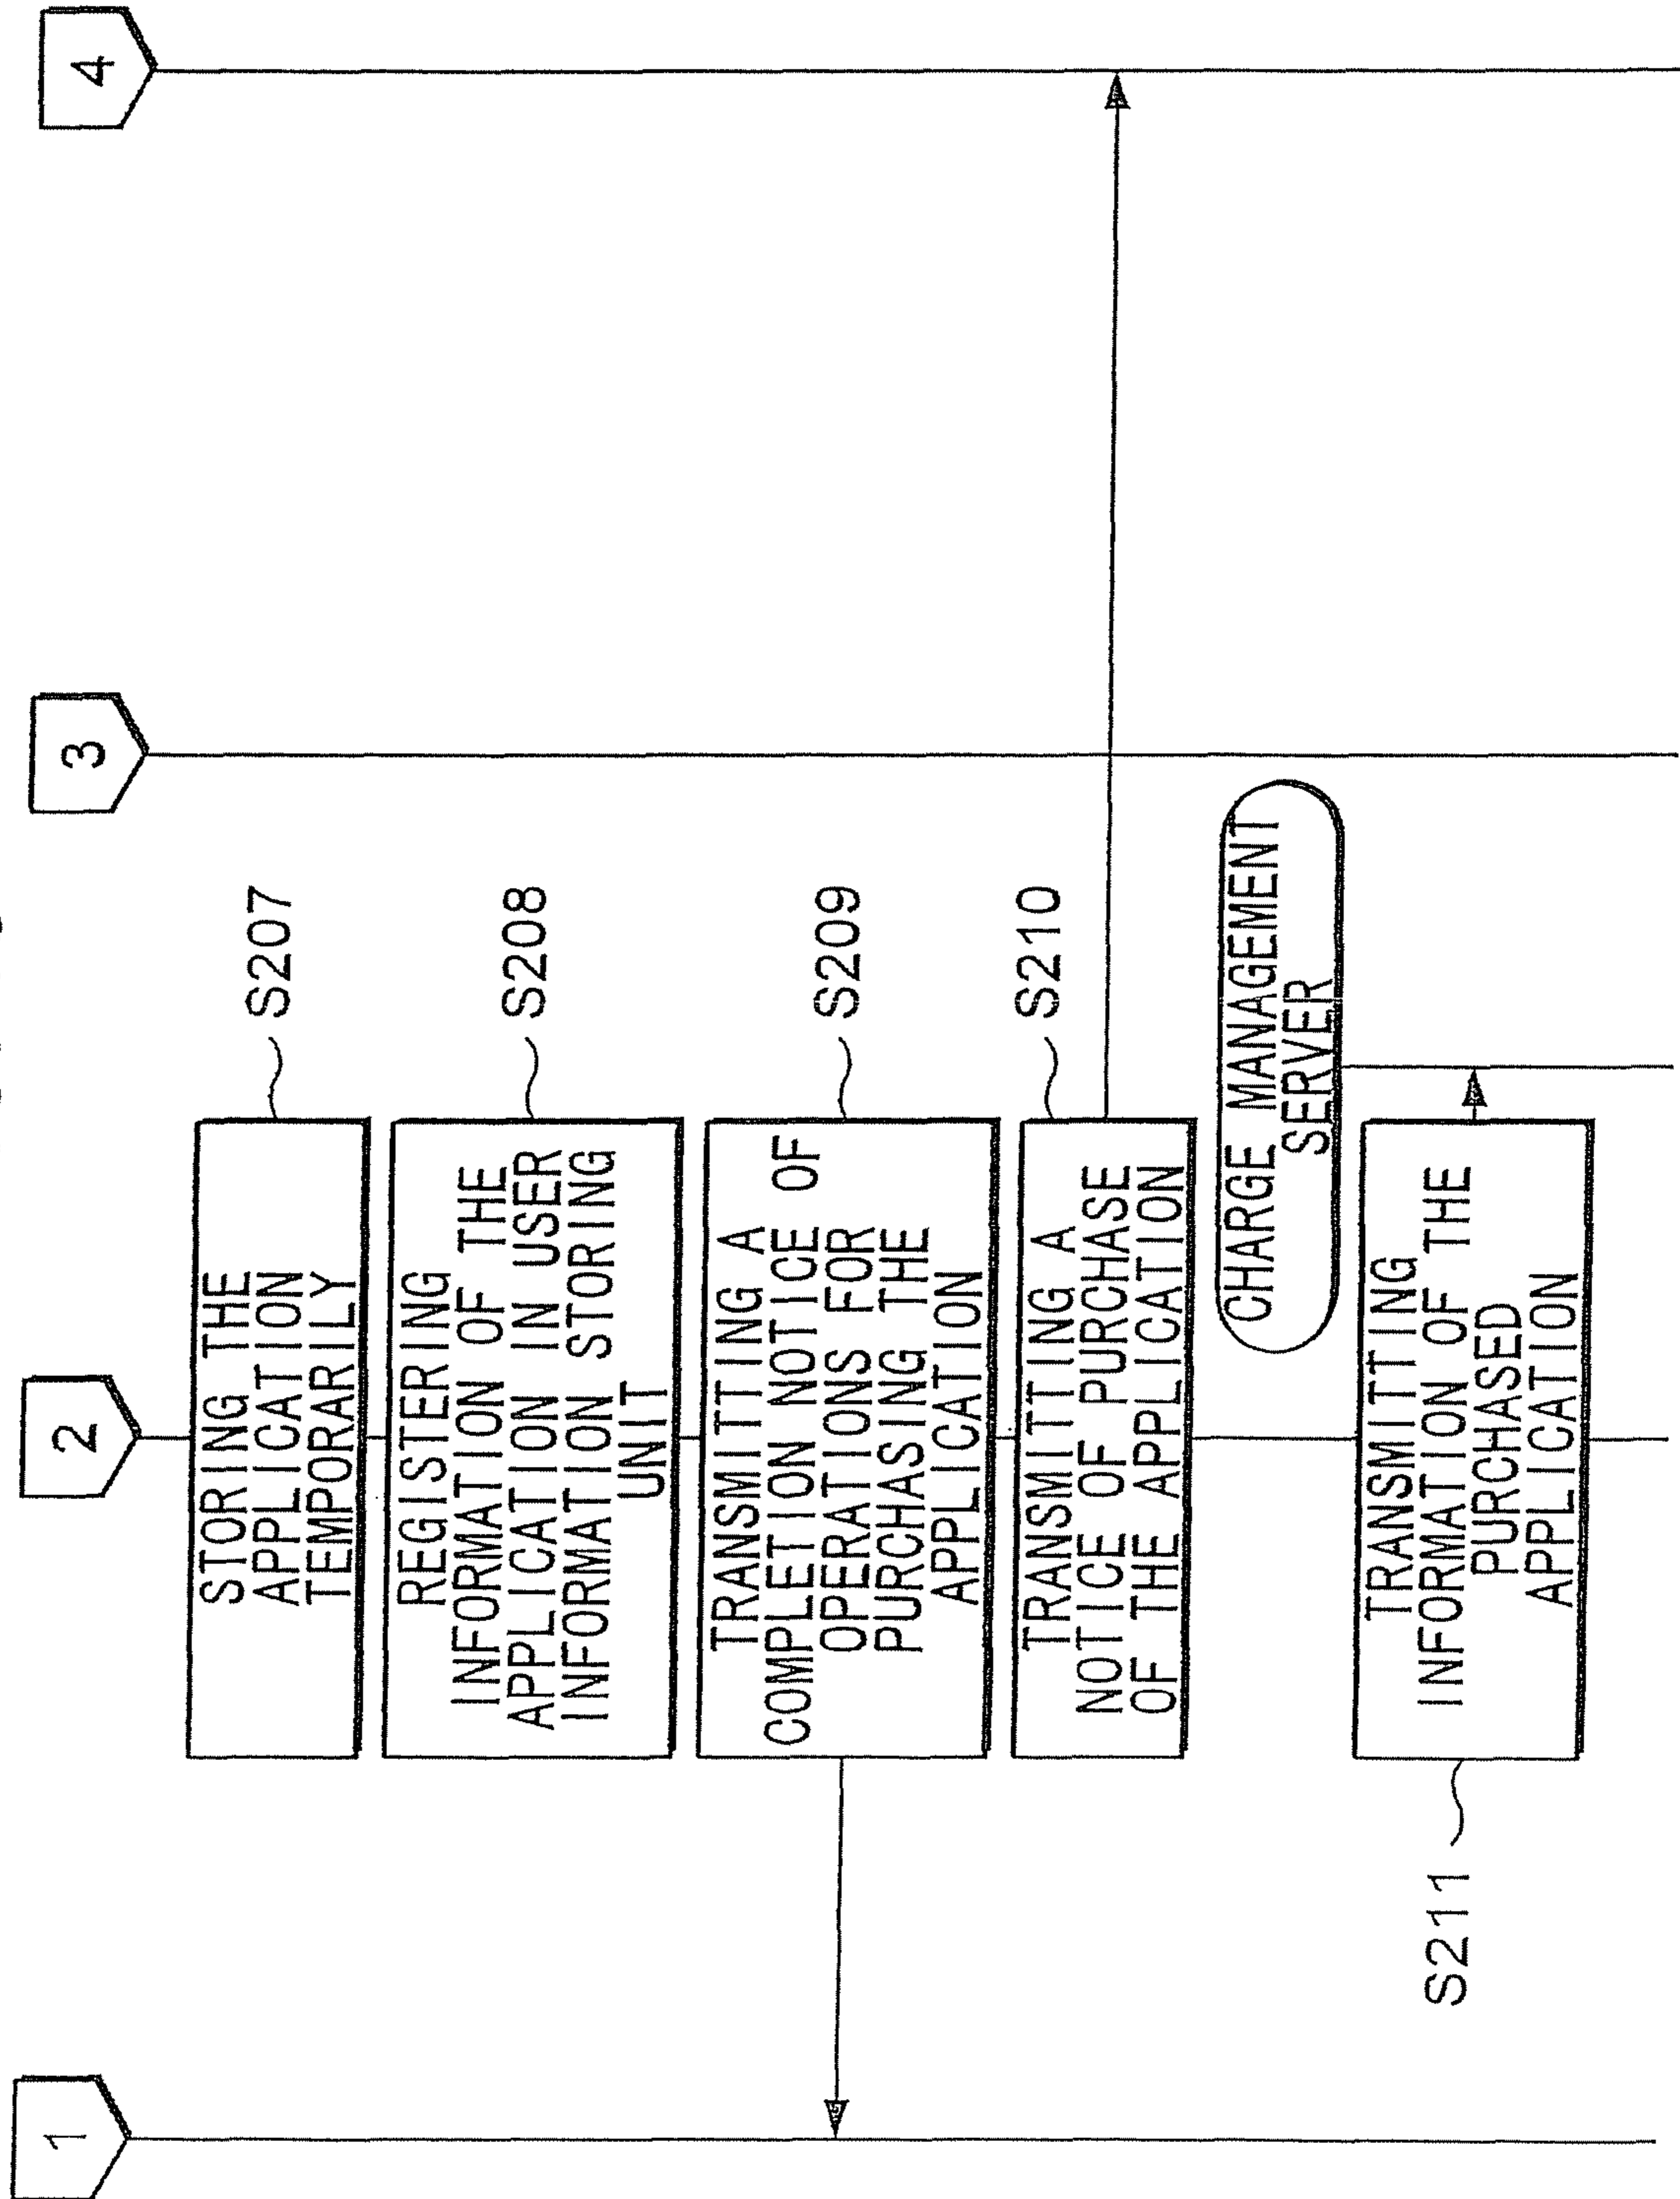 1
2
3
4
STORING THE
APPLICATION
TEMPORARILY
S207
REGISTERING
INFORMATION OF THE
APPLICATION IN USER
INFORMATION STORING
UNIT
S208
TRANSMITTING A
COMPLETION NOTICE OF
OPERATIONS FOR
PURCHASING THE
APPLICATION
S209
TRANSMITTING A
NOTICE OF PURCHASE
OF THE APPLICATION
S210
CHARGE MANAGEMENT
SERVER
TRANSMITTING
INFORMATION OF THE
PURCHASED
APPLICATION
S211